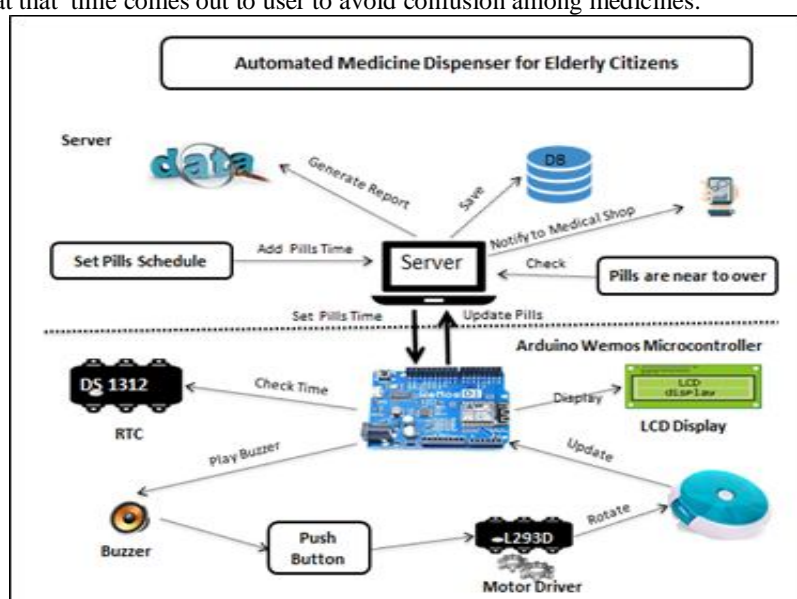 at that time comes out to user to avoid confusion among medicines.
Automated Medicine Dispenser for Elderly Citizens
Server
data
Generate Report
Save
DB
Notify to Medical Shop
Set Pills Schedule
Add Pills Time
Server
Check
Pills are near to over
Set Pills Time
Update Pills
Arduino Wemos Microcontroller
DS 1312
RTC
Check Time
WeMos D1
Display
LCD
display
LCD Display
Play Buzzer
Update
Buzzer
Push
Button
L293D
Rotate
Motor Driver